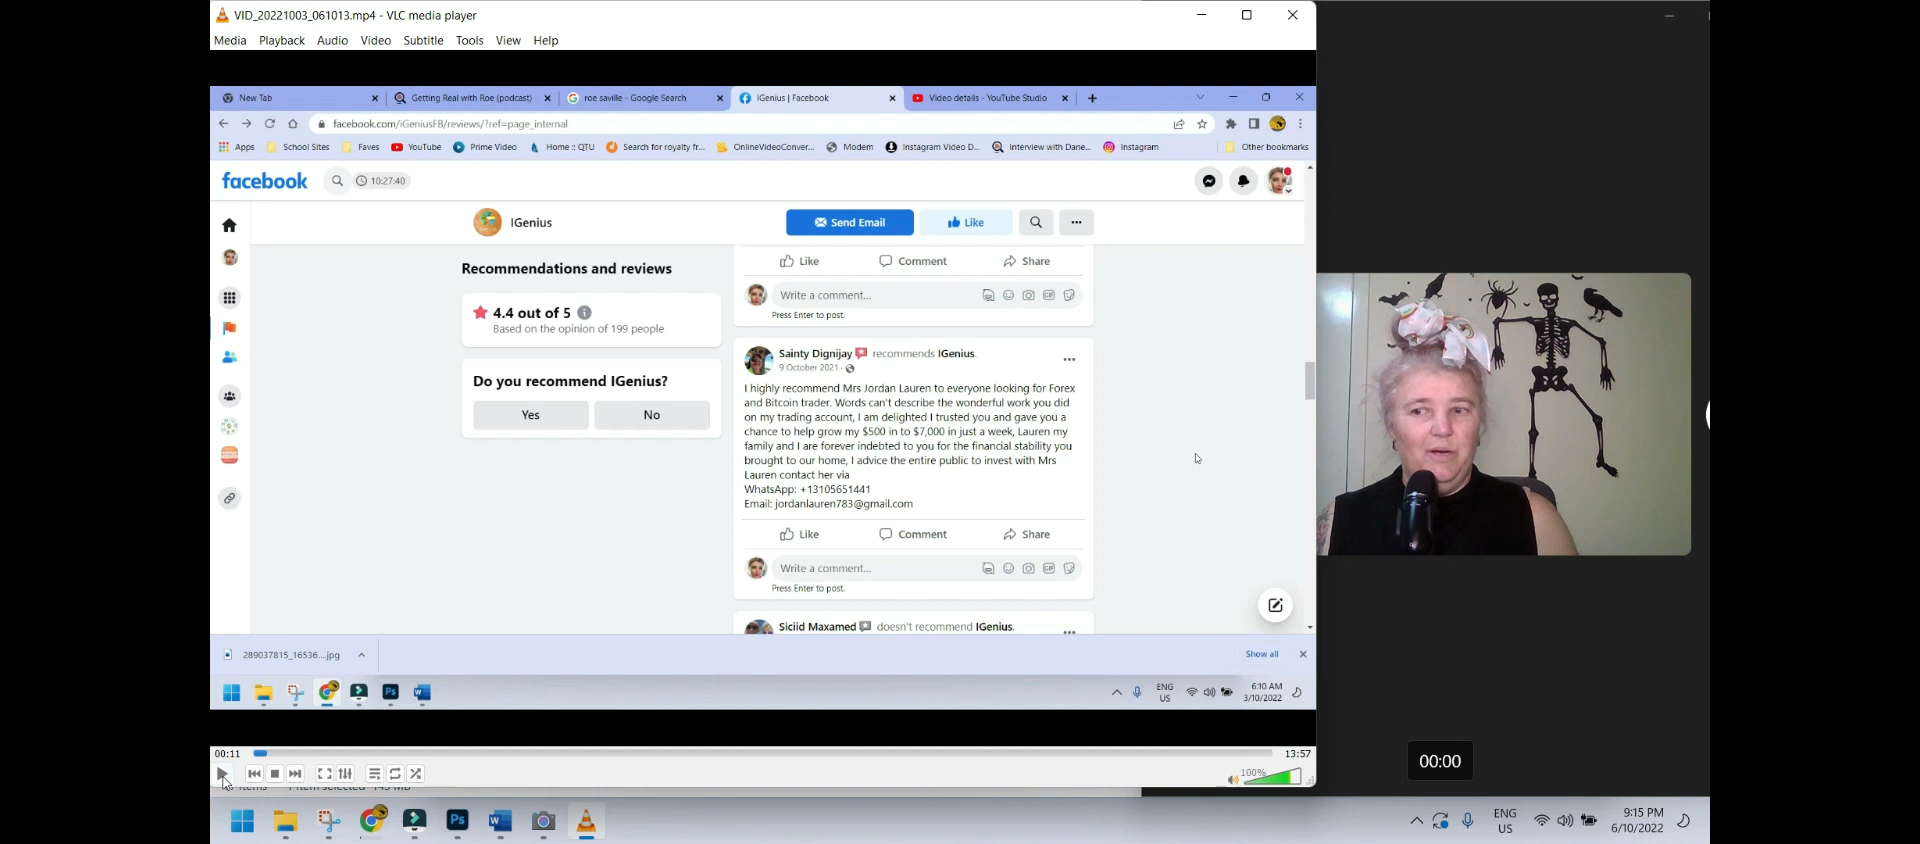 VID_20221003_061013.mp4 - VLC media player
Media Playback Audio Video Subtitle Tools View Help
New Tab
Getting Real with Roe (podcast)
roe saville - Google Search
IGenius | Facebook
Video details - YouTube Studio
facebook.com/iGeniusFB/reviews/?ref=page_internal
Apps School Sites Faves YouTube Prime Video Home :: QTU Search for royalty fr... OnlineVideoConver... Modem Instagram Video D... Interview with Dane... Instagram Other bookmarks
facebook
10:27:40
IGenius
Send Email
Like
Recommendations and reviews
4.4 out of 5
Based on the opinion of 199 people
Do you recommend IGenius?
Yes No
Like Comment Share
Write a comment...
GIF
Press Enter to post.
Sainty Dignijay recommends IGenius.
9 October 2021 ·
I highly recommend Mrs Jordan Lauren to everyone looking for Forex
and Bitcoin trader. Words can't describe the wonderful work you did
on my trading account, I am delighted I trusted you and gave you a
chance to help grow my $500 in to $7,000 in just a week, Lauren my
family and I are forever indebted to you for the financial stability you
brought to our home, I advice the entire public to invest with Mrs
Lauren contact her via
WhatsApp: +13105651441
Email: jordanlauren783@gmail.com
Like Comment Share
Write a comment...
GIF
Press Enter to post.
Siciid Maxamed doesn't recommend IGenius.
289037815_16536....jpg
Show all
ENG
US
6:10 AM
3/10/2022
00:11
13:57
100%
00:00
Ps
ENG
US
9:15 PM
6/10/2022